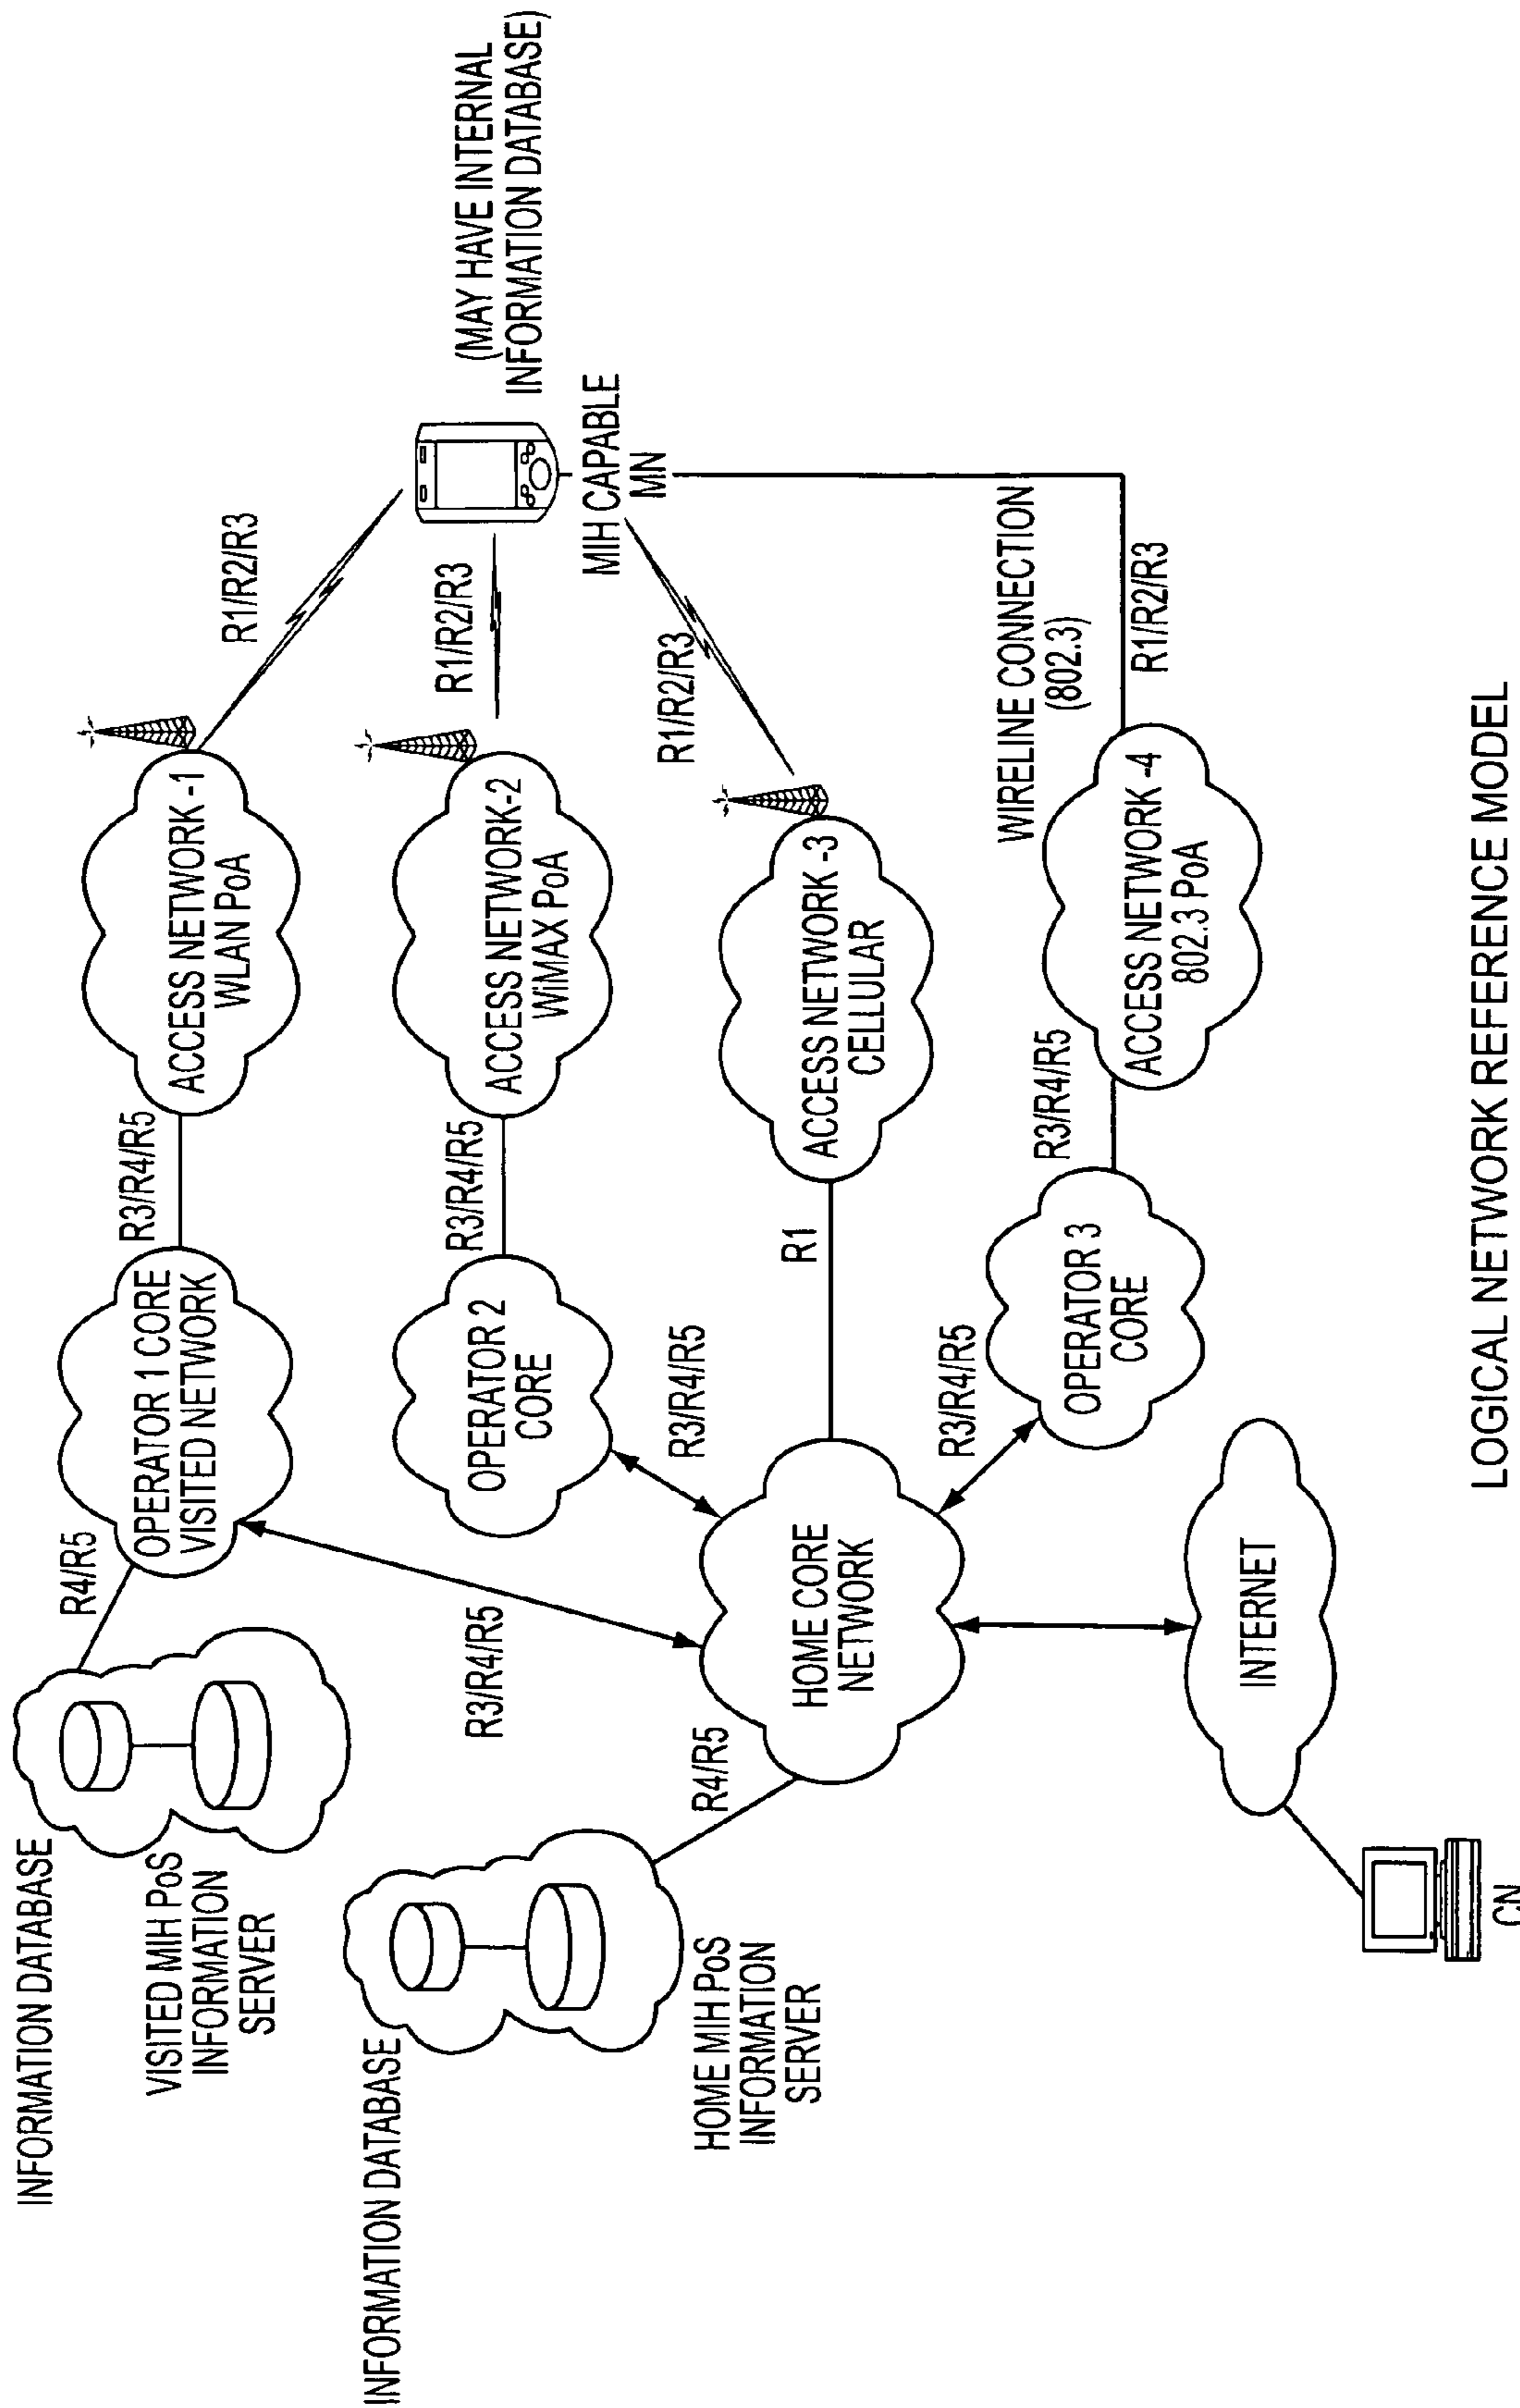 INFORMATION DATABASE
VISITED MIH PoS
INFORMATION
SERVER
R4/R5
OPERATOR 1 CORE
VISITED NETWORK
R3/R4/R5
ACCESS NETWORK -1
WLAN PoA
R1/R2/R3
(MAY HAVE INTERNAL
INFORMATION DATABASE)
INFORMATION DATABASE
HOME MIH PoS
INFORMATION
SERVER
R4/R5
R3/R4/R5
OPERATOR 2
CORE
R3/R4/R5
ACCESS NETWORK-2
WiMAX PoA
R1/R2/R3
MIH CAPABLE
MN
R3/R4/R5
HOME CORE
NETWORK
R1
ACCESS NETWORK -3
CELLULAR
R1/R2/R3
R3/R4/R5
OPERATOR 3
CORE
R3/R4/R5
ACCESS NETWORK -4
802.3 PoA
WIRELINE CONNECTION
(802.3)
R1/R2/R3
INTERNET
CN
LOGICAL NETWORK REFERENCE MODEL